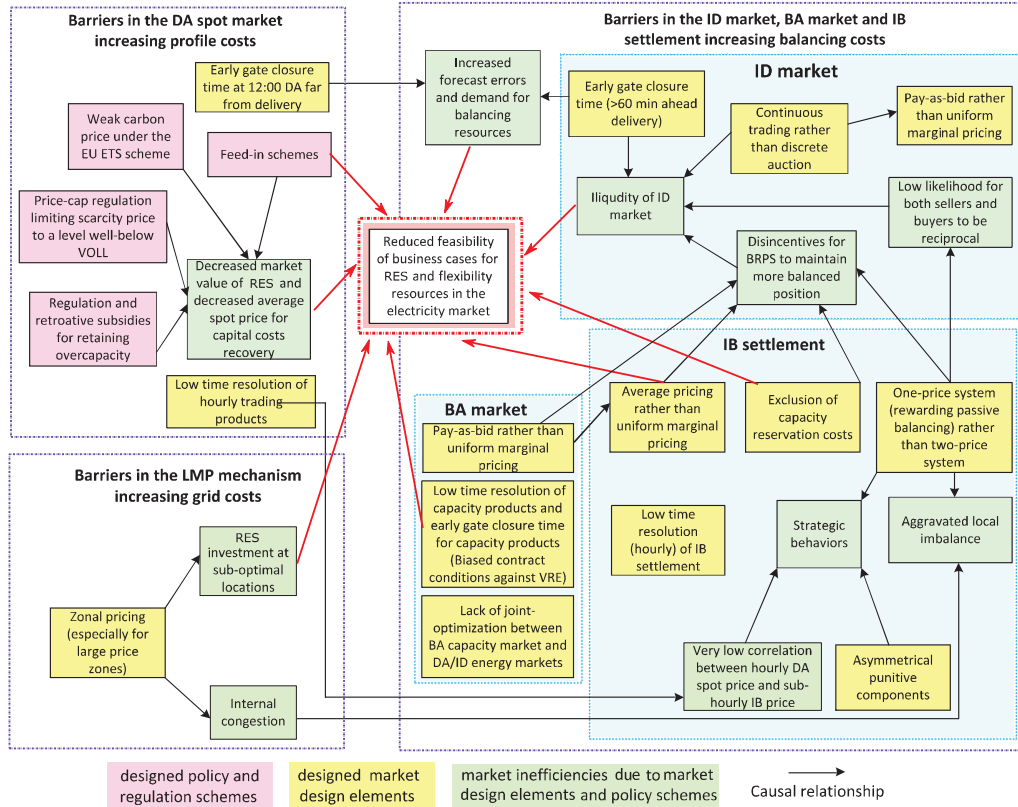 Barriers in the DA spot market
increasing profile costs
Early gate closure
time at 12:00 DA far
from delivery
Weak carbon
price under the
EU ETS scheme
Feed-in schemes
Price-cap regulation
limiting scarcity price
to a level well-below
VOLL
Regulation and
retroative subsidies
for retaining
overcapacity
Decreased market
value of RES and
decreased average
spot price for
capital costs
recovery
Low time resolution of
hourly trading
products
Barriers in the ID market, BA market and IB
settlement increasing balancing costs
Increased
forecast errors
and demand for
balancing
resources
Reduced feasibility
of business cases for
RES and flexibility
resources in the
electricity market
ID market
Early gate closure
time (>60 min ahead
delivery)
Continuous
trading rather
than discrete
auction
Pay-as-bid rather
than uniform
marginal pricing
Iliqudity of ID
market
Low likelihood for
both sellers and
buyers to be
reciprocal
Disincentives for
BRPS to maintain
more balanced
position
IB settlement
Average pricing
rather than
uniform marginal
pricing
Exclusion of
capacity
reservation costs
One-price system
(rewarding passive
balancing) rather
than two-price
system
Low time
resolution
(hourly) of IB
settlement
Strategic
behaviors
Aggravated local
imbalance
Very low correlation
between hourly DA
spot price and sub-
hourly IB price
Asymmetrical
punitive
components
BA market
Pay-as-bid rather than
uniform marginal
pricing
Low time resolution of
capacity products and
early gate closure time
for capacity products
(Biased contract
conditions against VRE)
Lack of joint-
optimization between
BA capacity market and
DA/ID energy markets
Barriers in the LMP mechanism
increasing grid costs
RES
investment at
sub-optimal
locations
Zonal pricing
(especially for
large price
zones)
Internal
congestion
designed policy and
regulation schemes
designed market
design elements
market inefficiencies due to market
design elements and policy schemes
Causal relationship